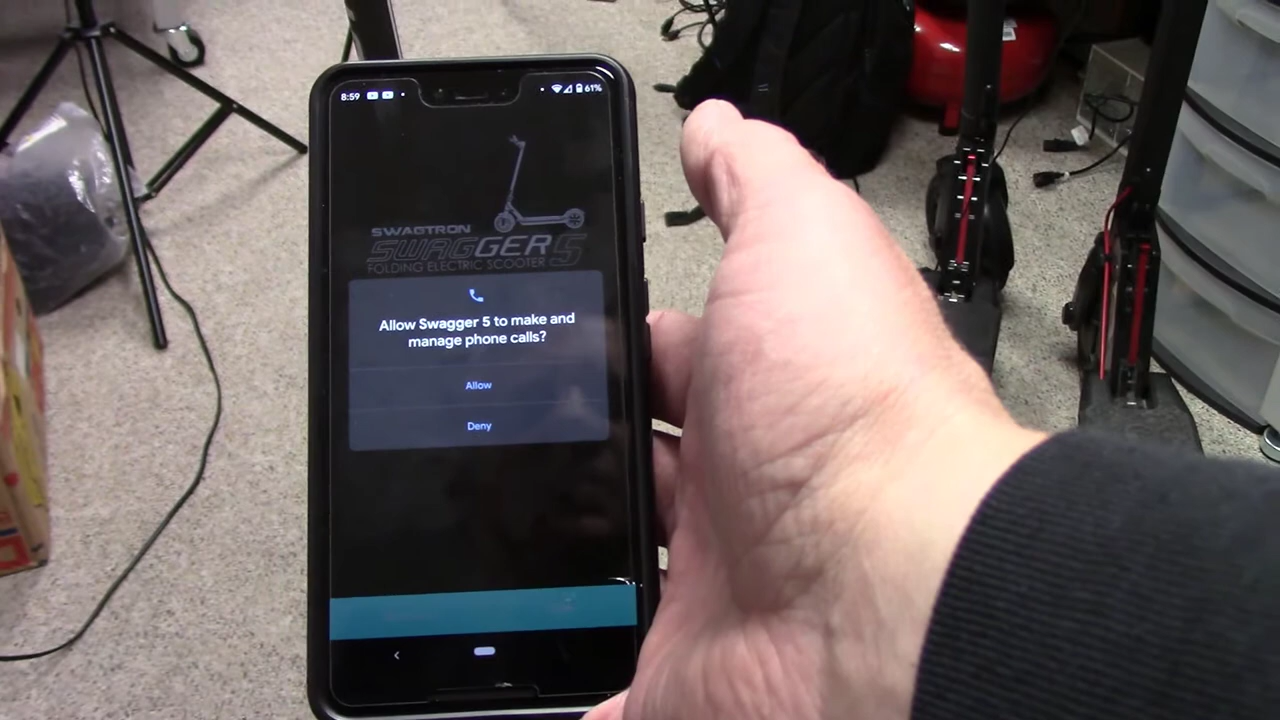 8:59
61%
SWAGTRON
SWAGGER 5
FOLDING ELECTRIC SCOOTER
Allow Swagger 5 to make and
manage phone calls?
Allow
Deny